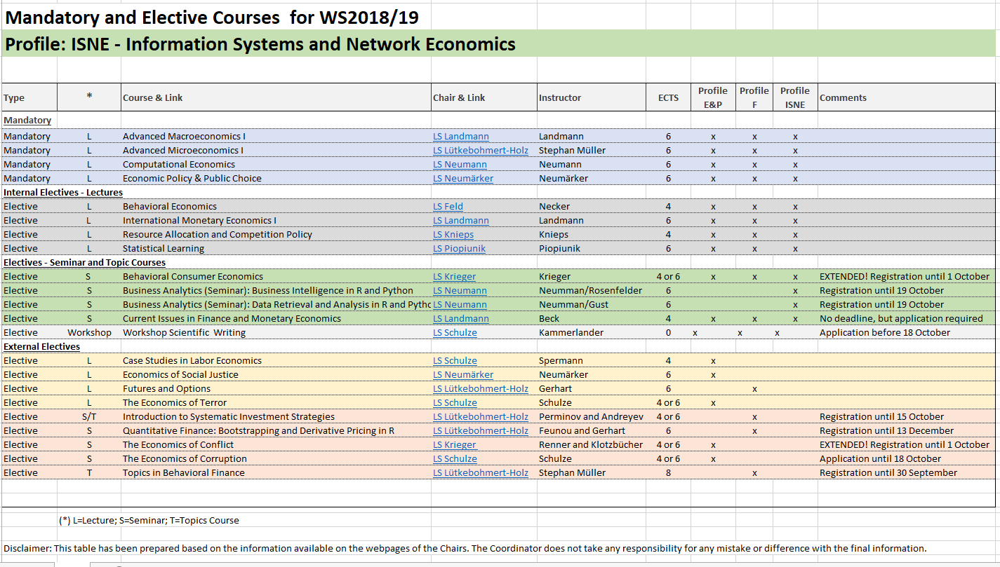 Mandatory and Elective Courses for WS2018/19
Profile: ISNE - Information Systems and Network Economics
Type * Course & Link Chair & Link Instructor ECTS Profile E&P Profile F Profile ISNE Comments
Mandatory
Mandatory L Advanced Macroeconomics I LS Landmann Landmann 6 x x x
Mandatory L Advanced Microeconomics I LS Lütkebohmert-Holz Stephan Müller 6 x x x
Mandatory L Computational Economics LS Neumann Neumann 6 x x x
Mandatory L Economic Policy & Public Choice LS Neumärker Neumärker 6 x x x
Internal Electives - Lectures
Elective L Behavioral Economics LS Feld Necker 4 x x x
Elective L International Monetary Economics I LS Landmann Landmann 6 x x x
Elective L Resource Allocation and Competition Policy LS Knieps Knieps 4 x x x
Elective L Statistical Learning LS Piopiunik Piopiunik 6 x x x
Electives - Seminar and Topic Courses
Elective S Behavioral Consumer Economics LS Krieger Krieger 4 or 6 x x x EXTENDED! Registration until 1 October
Elective S Business Analytics (Seminar): Business Intelligence in R and Python LS Neumann Neumman/Rosenfelder 6 x Registration until 19 October
Elective S Business Analytics (Seminar): Data Retrieval and Analysis in R and Pytho LS Neumann Neumman/Gust 6 x Registration until 19 October
Elective S Current Issues in Finance and Monetary Economics LS Landmann Beck 4 x x x No deadline, but application required
Elective Workshop Workshop Scientific Writing LS Schulze Kammerlander 0 x x x Application before 18 October
External Electives
Elective L Case Studies in Labor Economics LS Schulze Spermann 4 x
Elective L Economics of Social Justice LS Neumärker Neumärker 6 x
Elective L Futures and Options LS Lütkebohmert-Holz Gerhart 6 x
Elective L The Economics of Terror LS Schulze Schulze 4 or 6 x
Elective S/T Introduction to Systematic Investment Strategies LS Lütkebohmert-Holz Perminov and Andreyev 4 or 6 x Registration until 15 October
Elective S Quantitative Finance: Bootstrapping and Derivative Pricing in R LS Lütkebohmert-Holz Feunou and Gerhart 6 x Registration until 13 December
Elective S The Economics of Conflict LS Krieger Renner and Klotzbücher 4 or 6 x EXTENDED! Registration until 1 October
Elective S The Economics of Corruption LS Schulze Schulze 4 or 6 x Application until 18 October
Elective T Topics in Behavioral Finance LS Lütkebohmert-Holz Stephan Müller 8 x Registration until 30 September
(*) L=Lecture; S=Seminar; T=Topics Course
Disclaimer: This table has been prepared based on the information available on the webpages of the Chairs. The Coordinator does not take any responsibility for any mistake or difference with the final information.